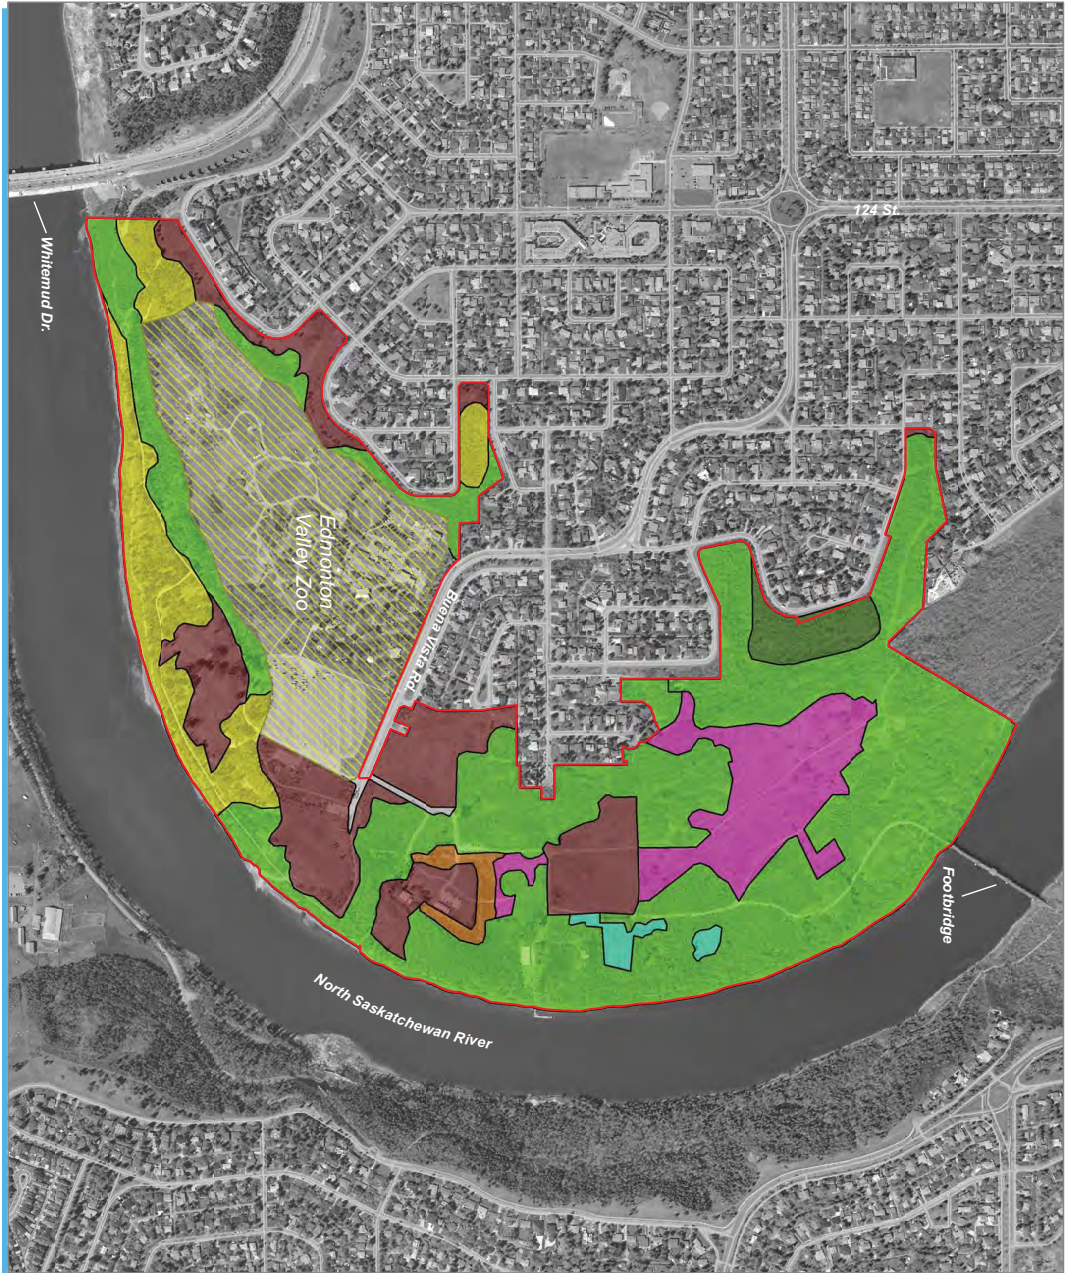 124 St.
Whitemud Dr.
Edmonton
Valley Zoo
Buena Vista Rd.
Footbridge
North Saskatchewan River